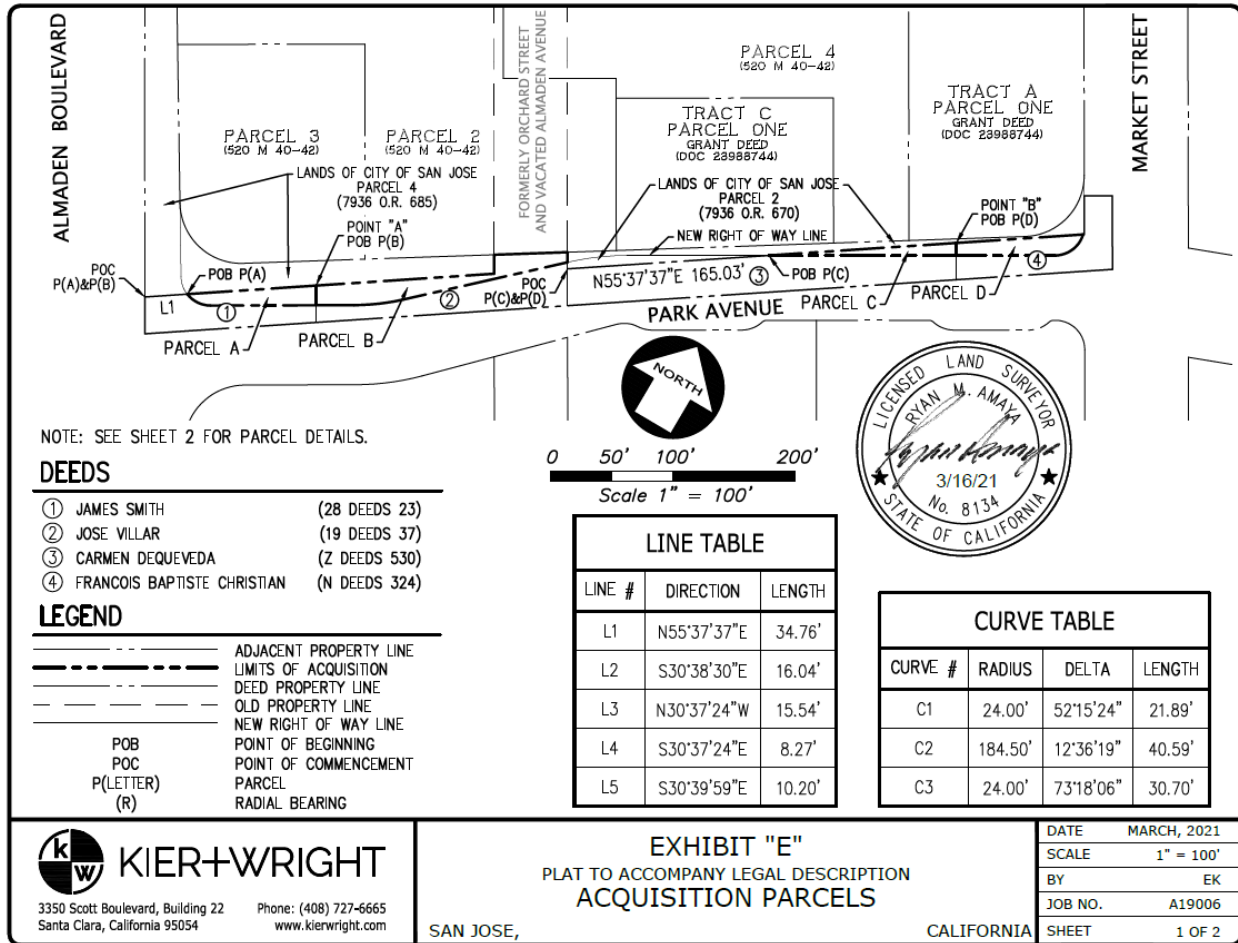 ALMADEN BOULEVARD
FORMERLY ORCHARD STREET
AND VACATED ALMADEN AVENUE
MARKET STREET
PARCEL 4
(520 M 40-42)
TRACT A
PARCEL ONE
GRANT DEED
(DOC 23988744)
TRACT C
PARCEL ONE
GRANT DEED
(DOC 23988744)
PARCEL 3
(520 M 40-42)
PARCEL 2
(520 M 40-42)
LANDS OF CITY OF SAN JOSE
PARCEL 4
(7936 O.R. 685)
LANDS OF CITY OF SAN JOSE
PARCEL 2
(7936 O.R. 670)
POINT "A"
POB P(B)
POINT "B"
POB P(D)
NEW RIGHT OF WAY LINE
POC
P(A)&P(B)
POB P(A)
L1
1
PARCEL A
PARCEL B
2
POC
P(C)&P(D)
N55°37'37"E 165.03'
3
POB P(C)
PARK AVENUE
PARCEL C
PARCEL D
4
NORTH
0 50' 100' 200'
Scale 1" = 100'
LICENSED LAND SURVEYOR
RYAN M. AMAYA
3/16/21
No. 8134
STATE OF CALIFORNIA
NOTE: SEE SHEET 2 FOR PARCEL DETAILS.
DEEDS
1 JAMES SMITH (28 DEEDS 23)
2 JOSE VILLAR (19 DEEDS 37)
3 CARMEN DEQUEVEDA (Z DEEDS 530)
4 FRANCOIS BAPTISTE CHRISTIAN (N DEEDS 324)
LEGEND
ADJACENT PROPERTY LINE
LIMITS OF ACQUISITION
DEED PROPERTY LINE
OLD PROPERTY LINE
NEW RIGHT OF WAY LINE
POB POINT OF BEGINNING
POC POINT OF COMMENCEMENT
P(LETTER) PARCEL
(R) RADIAL BEARING
LINE TABLE
LINE # DIRECTION LENGTH
L1 N55°37'37"E 34.76'
L2 S30°38'30"E 16.04'
L3 N30°37'24"W 15.54'
L4 S30°37'24"E 8.27'
L5 S30°39'59"E 10.20'
CURVE TABLE
CURVE # RADIUS DELTA LENGTH
C1 24.00' 52°15'24" 21.89'
C2 184.50' 12°36'19" 40.59'
C3 24.00' 73°18'06" 30.70'
k w
KIER+WRIGHT
3350 Scott Boulevard, Building 22 Phone: (408) 727-6665
Santa Clara, California 95054 www.kierwright.com
EXHIBIT "E"
PLAT TO ACCOMPANY LEGAL DESCRIPTION
ACQUISITION PARCELS
SAN JOSE, CALIFORNIA
DATE MARCH, 2021
SCALE 1" = 100'
BY EK
JOB NO. A19006
SHEET 1 OF 2